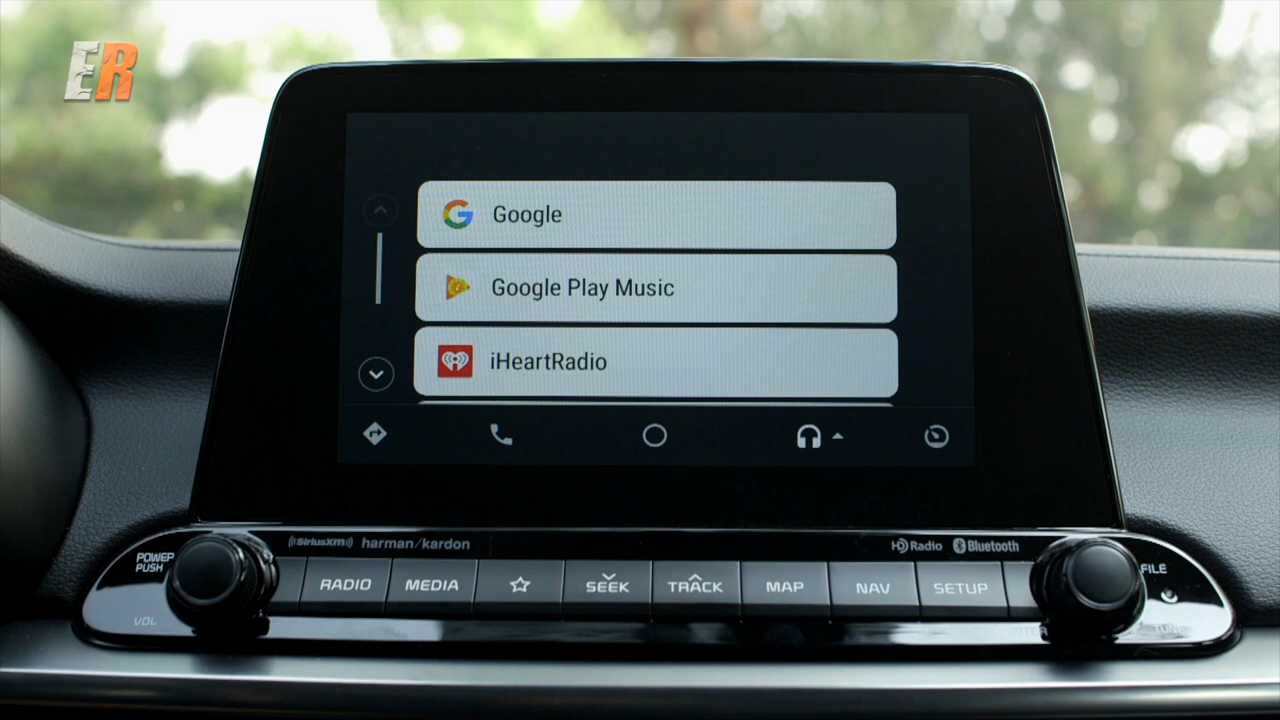 ER
Google
Google Play Music
iHeartRadio
SiriusXM harman/kardon HD Radio Bluetooth
POWER
PUSH
RADIO MEDIA SEEK TRACK MAP NAV SETUP
FILE
VOL